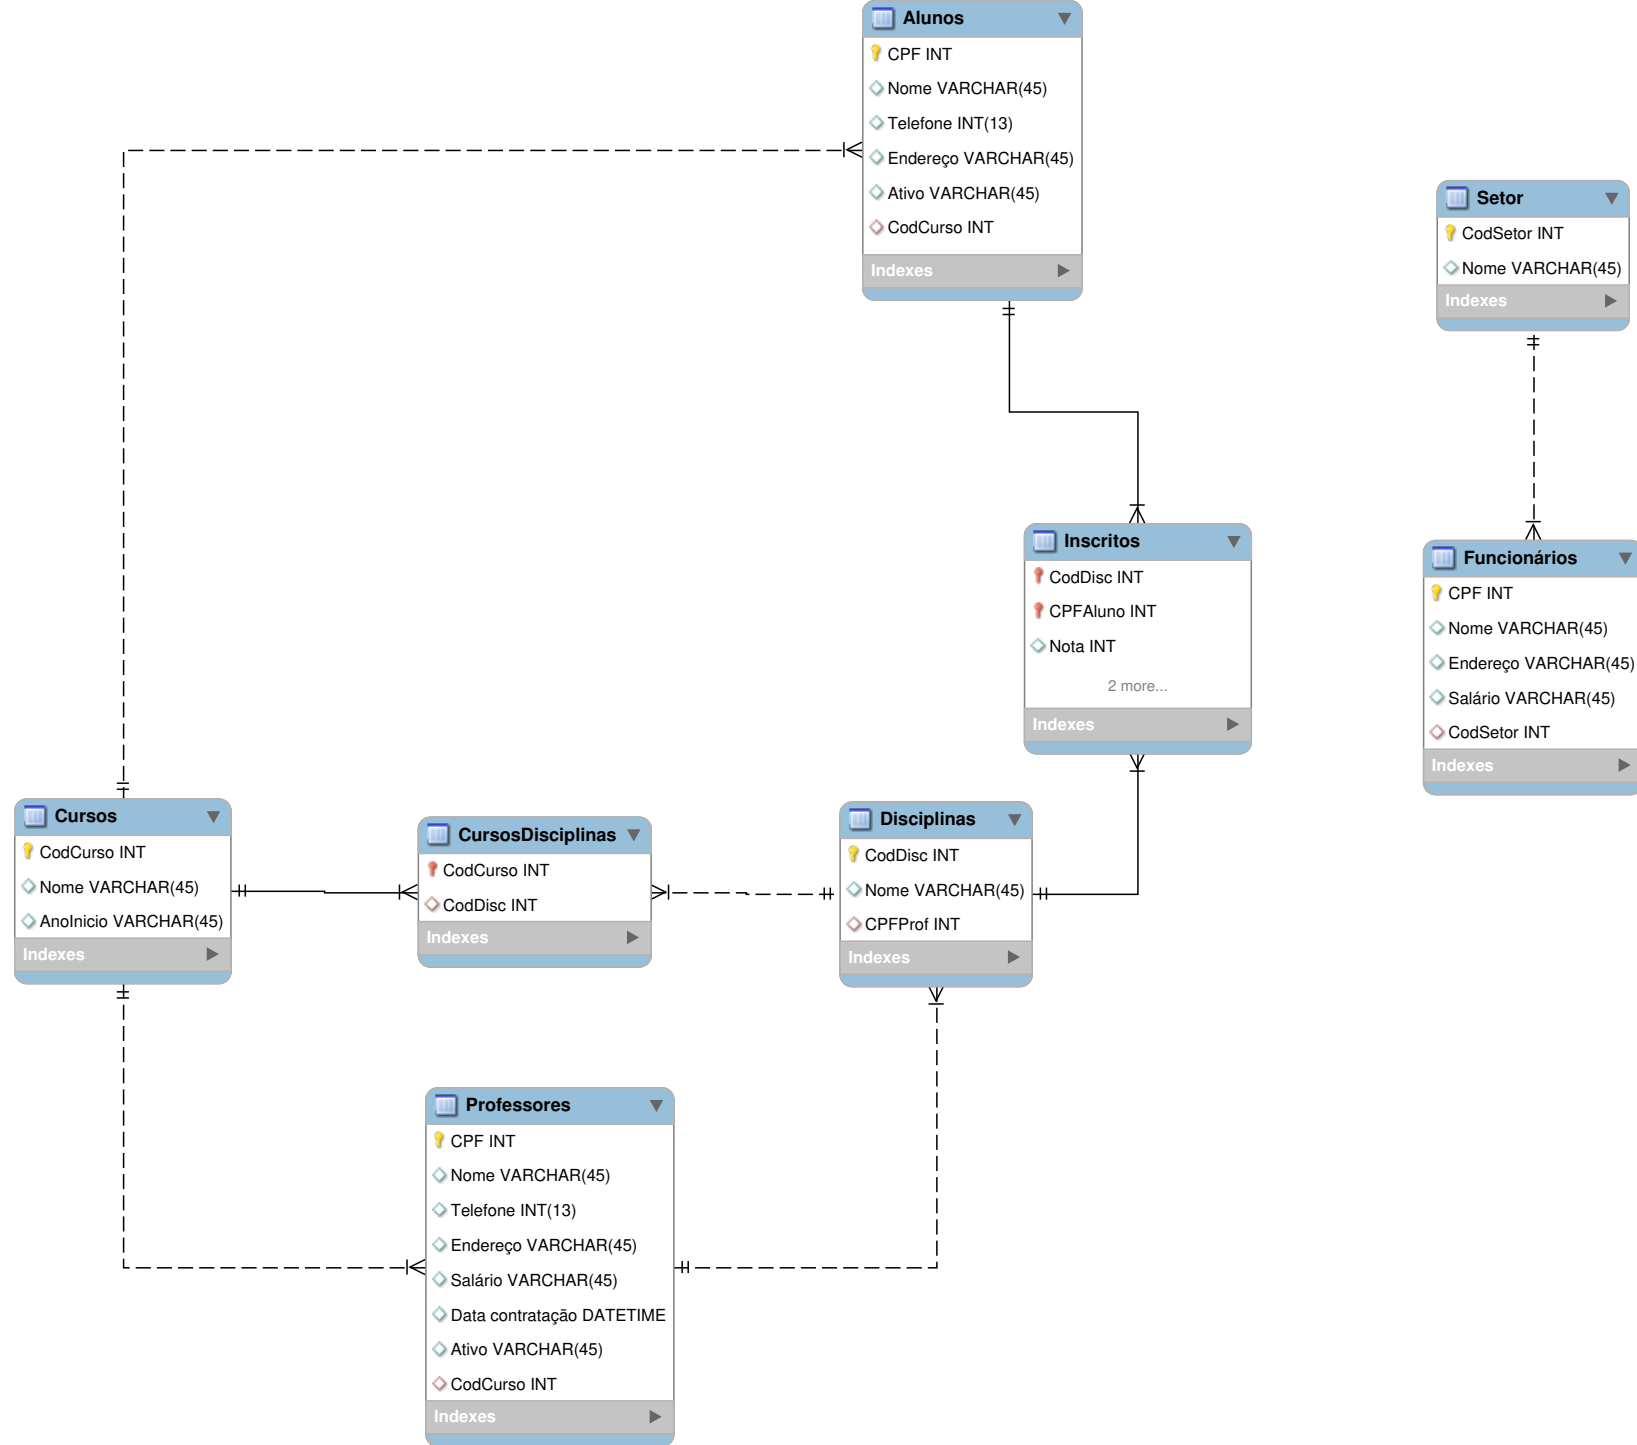 Alunos
CPF INT
Nome VARCHAR(45)
Telefone INT(13)
Endereço VARCHAR(45)
Ativo VARCHAR(45)
CodCurso INT
Indexes
Setor
CodSetor INT
Nome VARCHAR(45)
Indexes
Inscritos
CodDisc INT
CPFAluno INT
Nota INT
2 more...
Indexes
Funcionários
CPF INT
Nome VARCHAR(45)
Endereço VARCHAR(45)
Salário VARCHAR(45)
CodSetor INT
Indexes
Cursos
CodCurso INT
Nome VARCHAR(45)
AnoInicio VARCHAR(45)
Indexes
CursosDisciplinas
CodCurso INT
CodDisc INT
Indexes
Disciplinas
CodDisc INT
Nome VARCHAR(45)
CPFProf INT
Indexes
Professores
CPF INT
Nome VARCHAR(45)
Telefone INT(13)
Endereço VARCHAR(45)
Salário VARCHAR(45)
Data contratação DATETIME
Ativo VARCHAR(45)
CodCurso INT
Indexes